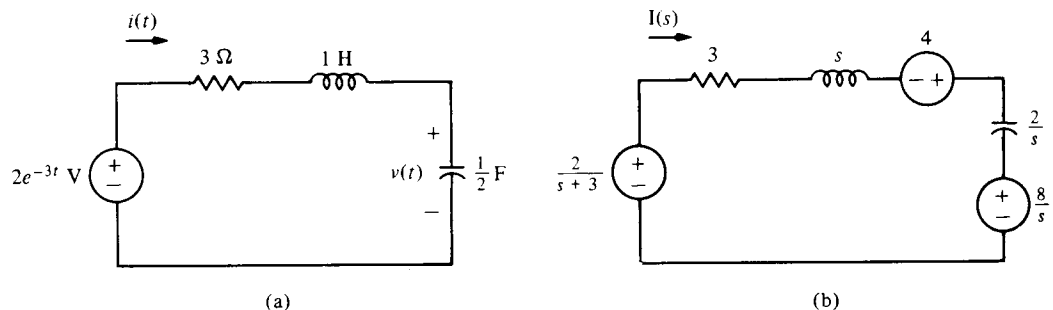 i(t)
3 Ω
1 H
2e^{-3t} V
+
−
+
v(t)
−
1/2 F
(a)
I(s)
3
s
4
− +
2/s
2/(s + 3)
+
−
+
−
8/s
(b)